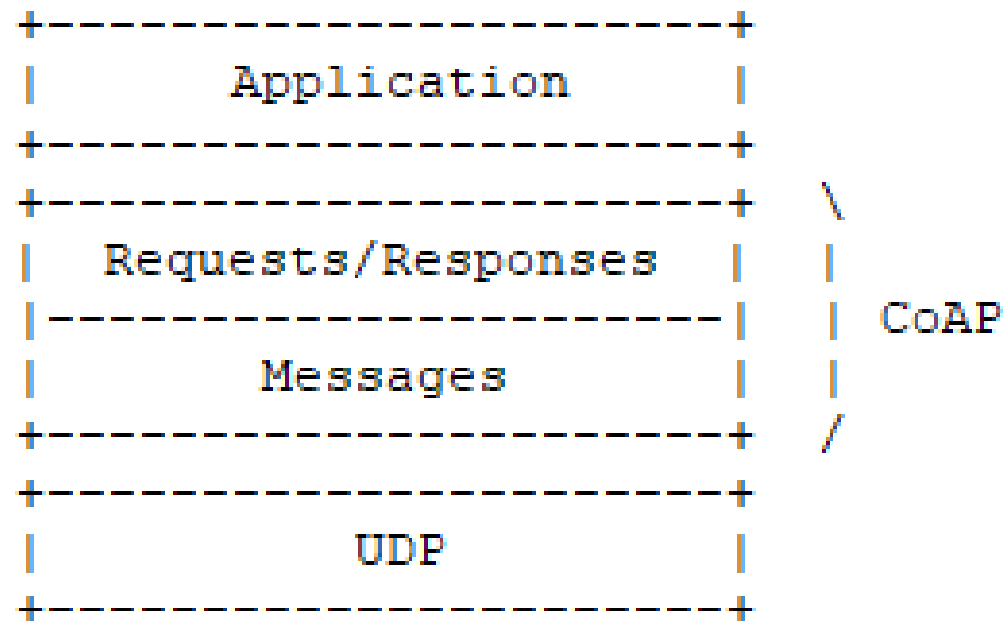 +-----------------------+
|      Application      |
+-----------------------+
+-----------------------+  \
|  Requests/Responses  |  |
|-----------------------|  | CoAP
|       Messages        |  |
+-----------------------+  /
+-----------------------+
|          UDP          |
+-----------------------+